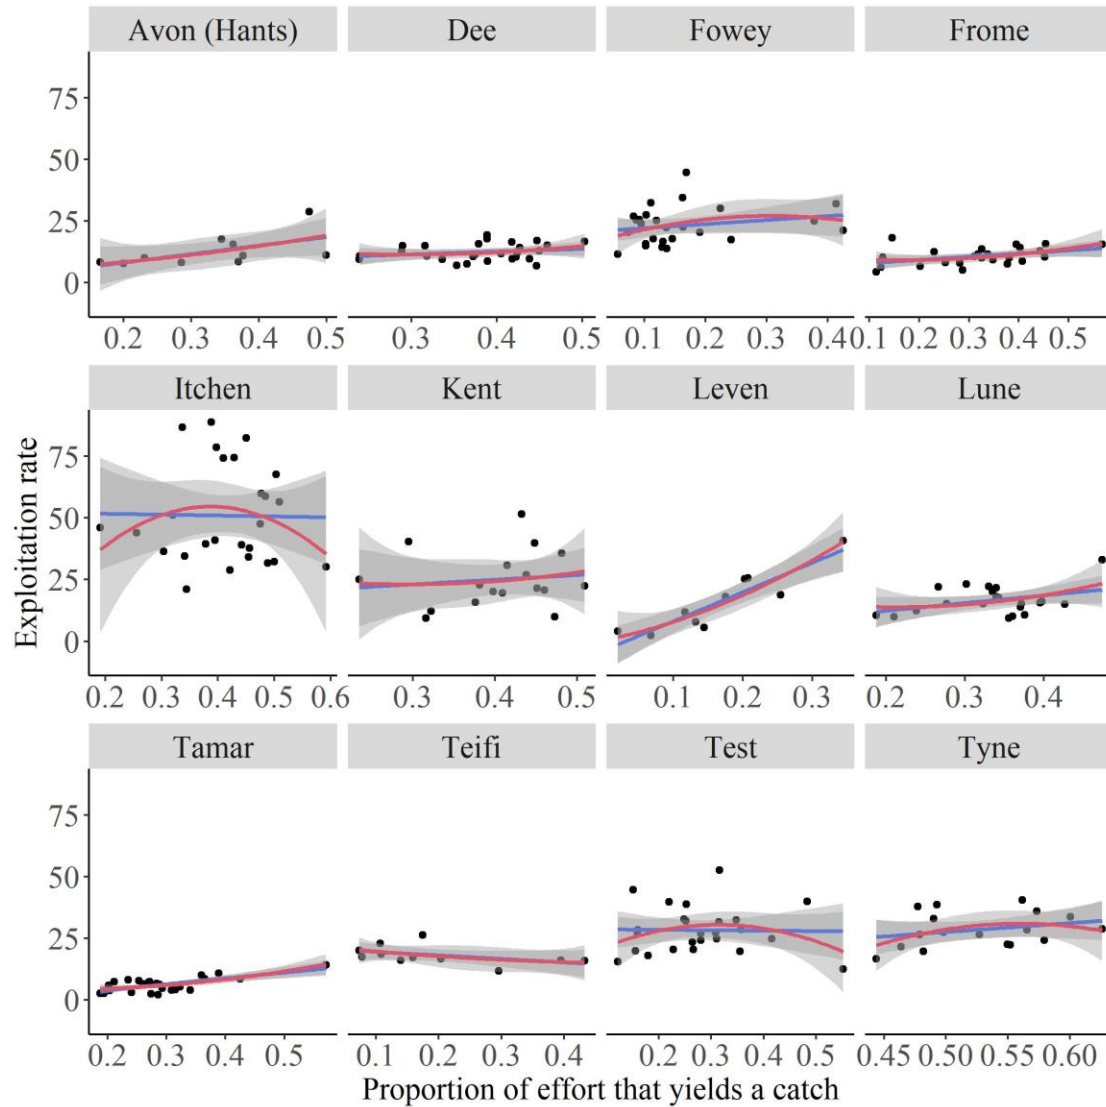 Avon (Hants) Dee Fowey Frome
75
50
25
0
0.2 0.3 0.4 0.5 0.3 0.4 0.5 0.1 0.2 0.3 0.4 0.1 0.2 0.3 0.4 0.5
Itchen Kent Leven Lune
Exploitation rate
75
50
25
0
0.2 0.3 0.4 0.5 0.6 0.3 0.4 0.5 0.1 0.2 0.3 0.2 0.3 0.4
Tamar Teifi Test Tyne
75
50
25
0
0.2 0.3 0.4 0.5 0.1 0.2 0.3 0.4 0.2 0.3 0.4 0.5 0.45 0.50 0.55 0.60
Proportion of effort that yields a catch